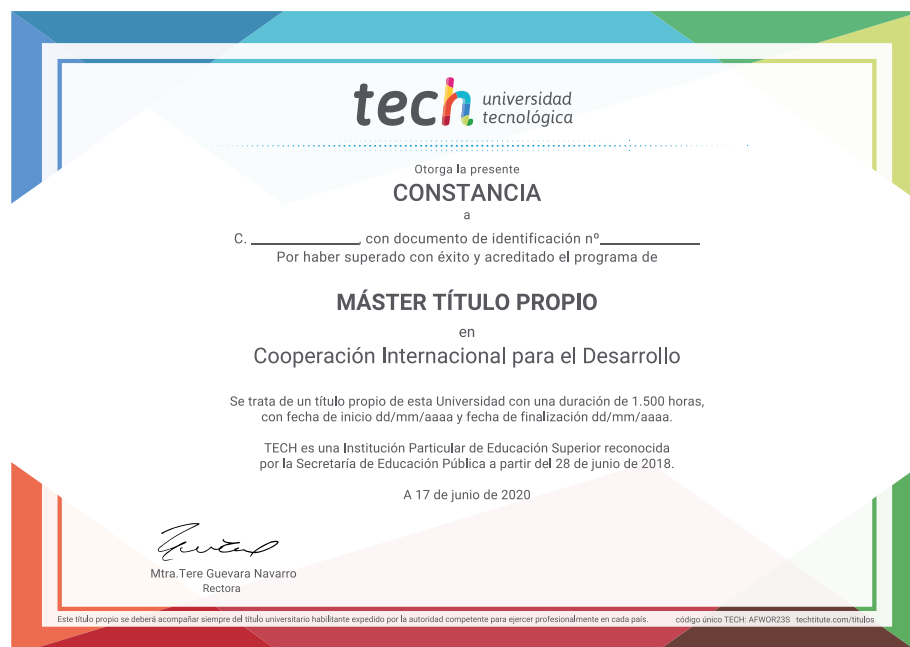 tech universidad
tecnológica
Otorga la presente
CONSTANCIA
a
C. ____________, con documento de identificación nº____________
Por haber superado con éxito y acreditado el programa de
MÁSTER TÍTULO PROPIO
en
Cooperación Internacional para el Desarrollo
Se trata de un título propio de esta Universidad con una duración de 1.500 horas,
con fecha de inicio dd/mm/aaaa y fecha de finalización dd/mm/aaaa.
TECH es una Institución Particular de Educación Superior reconocida
por la Secretaría de Educación Pública a partir del 28 de junio de 2018.
A 17 de junio de 2020
Mtra.Tere Guevara Navarro
Rectora
Este título propio se deberá acompañar siempre del título universitario habilitante expedido por la autoridad competente para ejercer profesionalmente en cada país. código único TECH: AFWOR23S techtitute.com/titulos